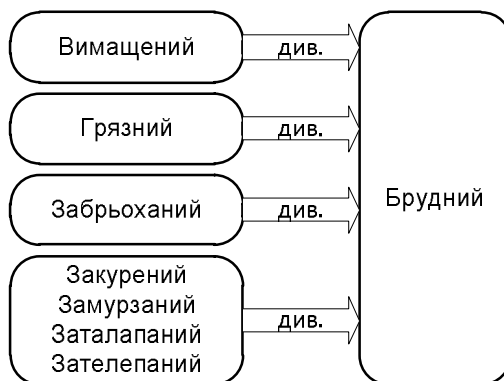 Вимащений
див.
Грязний
див.
Забрьоханий
див.
Закурений
Замурзаний
Заталапаний
Зателепаний
див.
Брудний